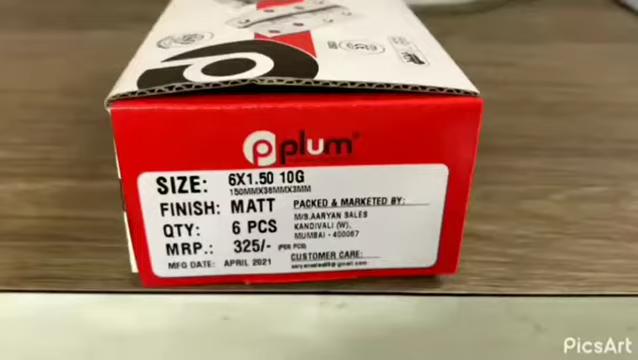 plum
SIZE: 6X1.50 10G
150MMX38MMX3MM
FINISH: MATT
QTY: 6 PCS
MRP.: 325/- (PER PCS)
MFG DATE: APRIL 2021
PACKED & MARKETED BY:
M/S.AARYAN SALES
KANDIVALI (W),
MUMBAI - 400067
CUSTOMER CARE:
PicsArt